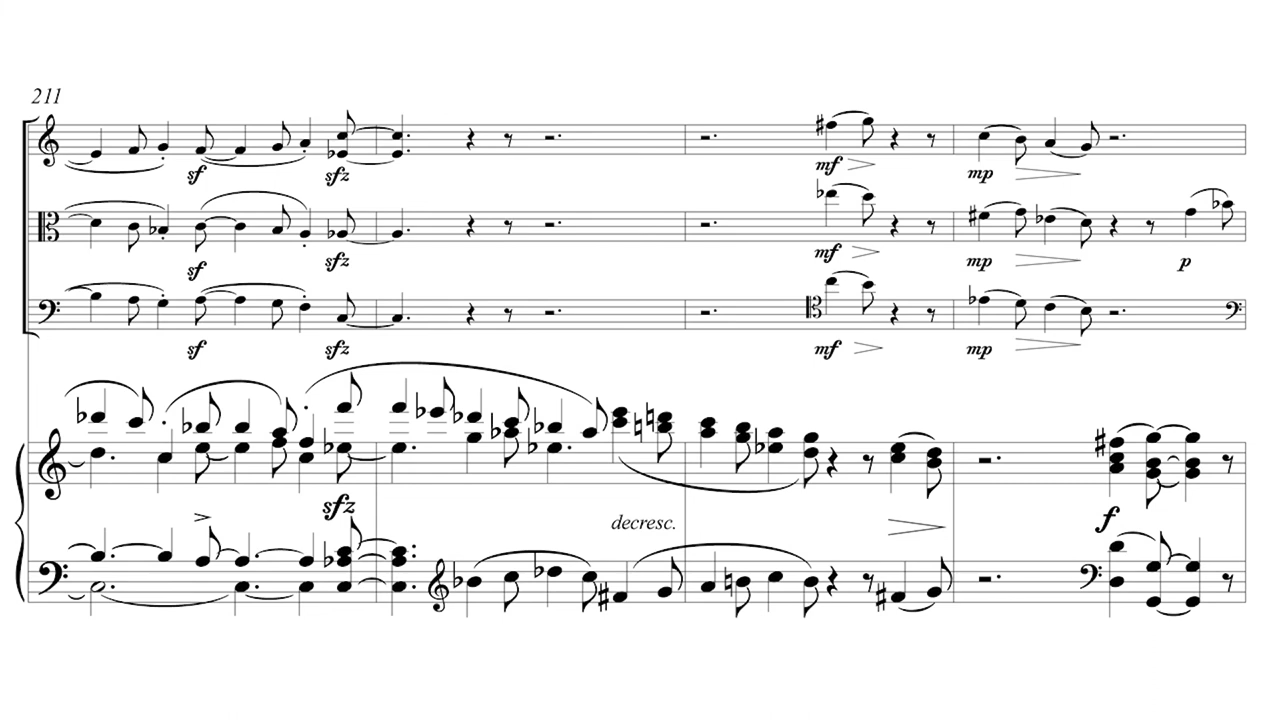 211
sf sfz mf mp
sf sfz mf mp p
sf sfz mf mp
sfz decresc. f